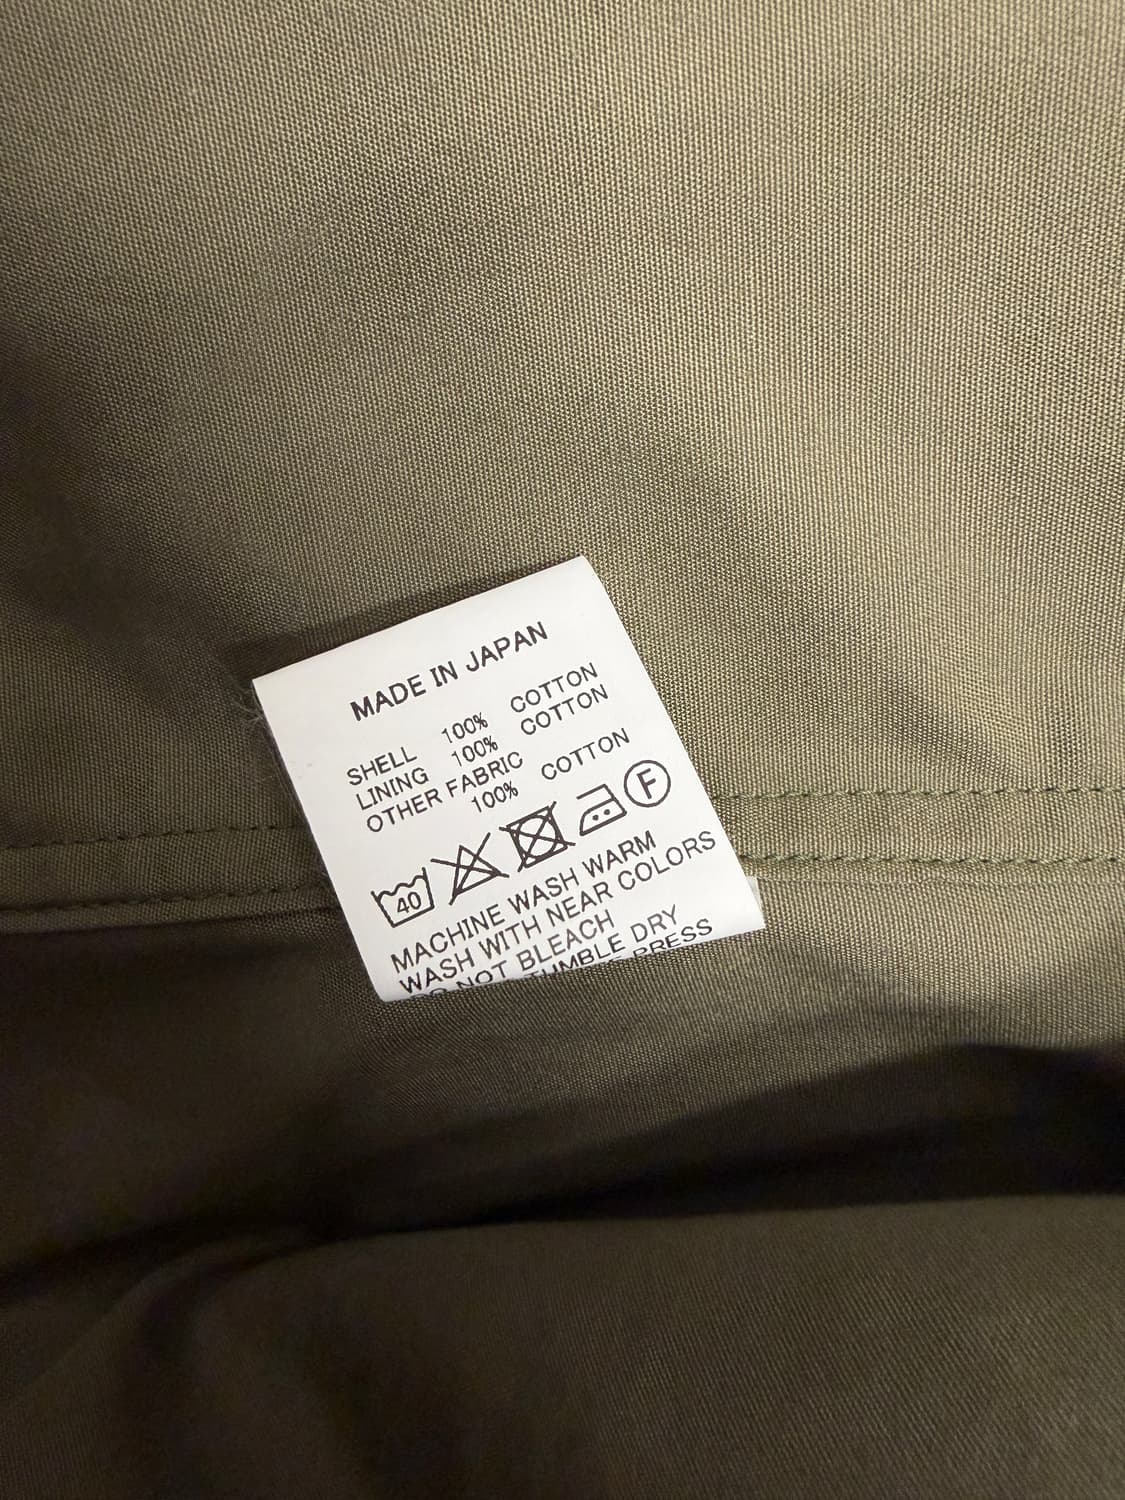 MADE IN JAPAN
SHELL 100% COTTON
LINING 100% COTTON
OTHER FABRIC
100% COTTON
40 F
MACHINE WASH WARM
WASH WITH NEAR COLORS
DO NOT BLEACH
TUMBLE DRY
PRESS